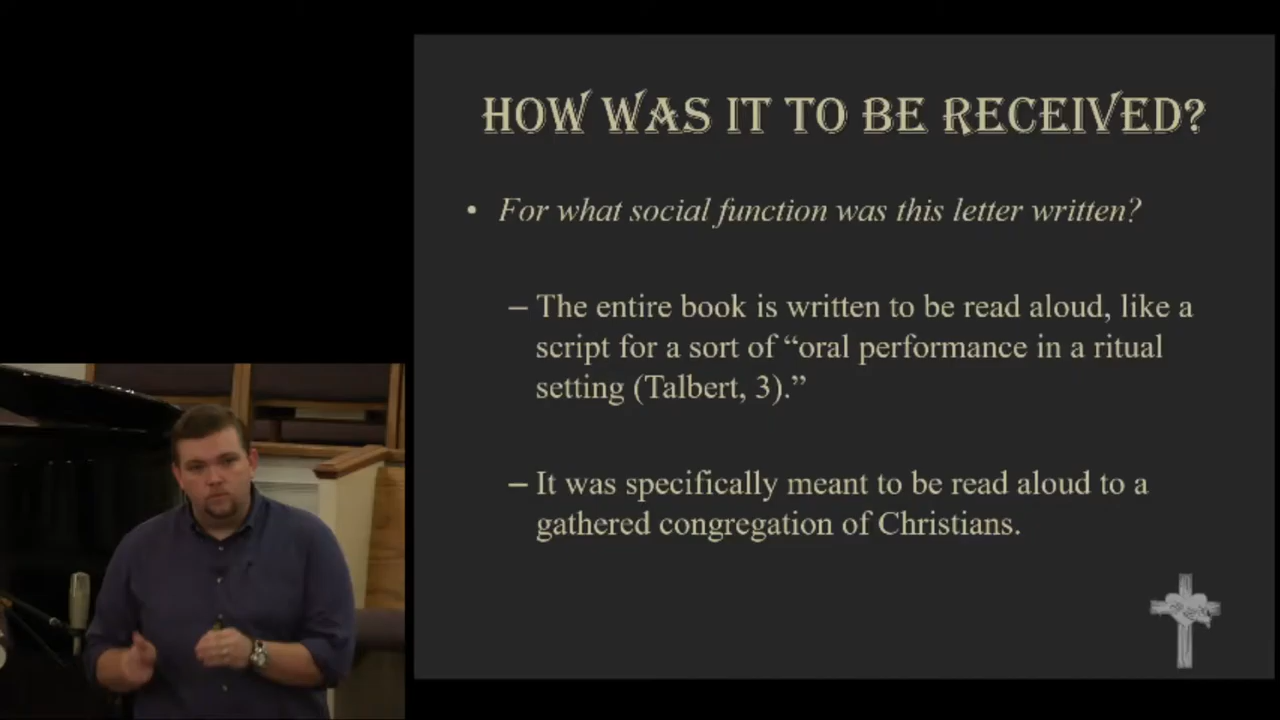 HOW WAS IT TO BE RECEIVED?
• For what social function was this letter written?
– The entire book is written to be read aloud, like a
script for a sort of “oral performance in a ritual
setting (Talbert, 3).”
– It was specifically meant to be read aloud to a
gathered congregation of Christians.